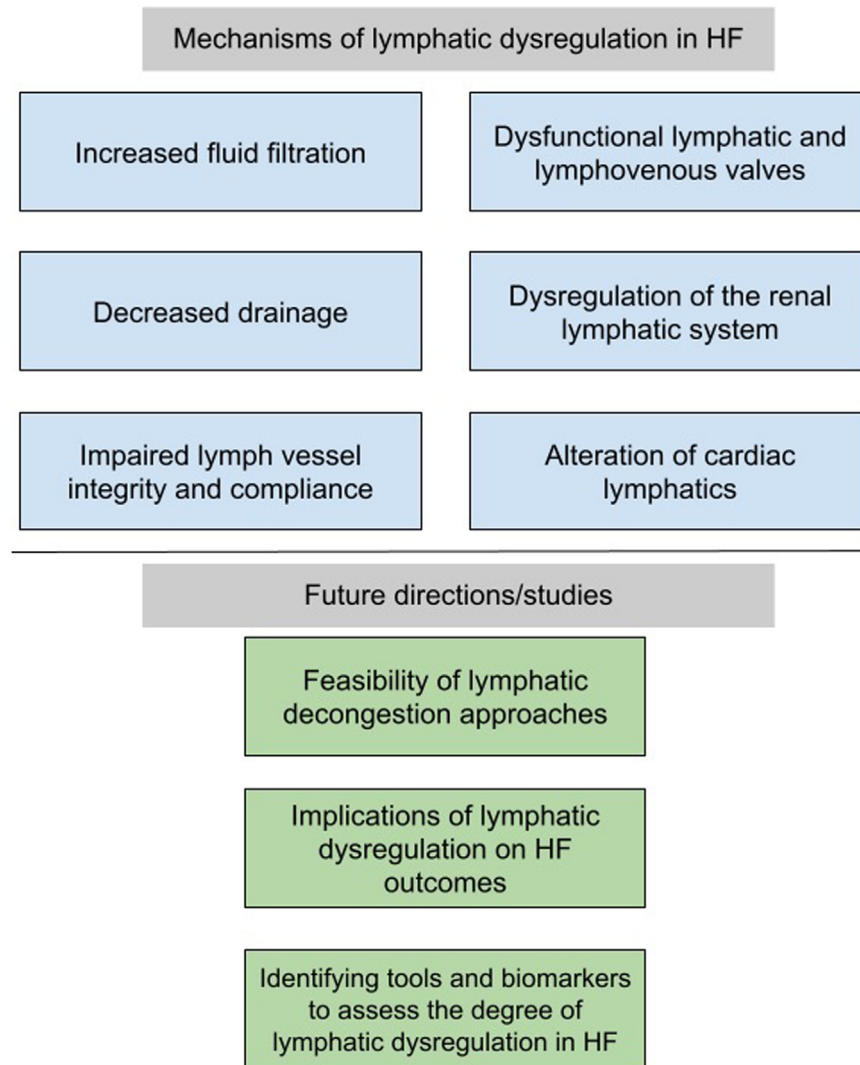 Mechanisms of lymphatic dysregulation in HF
Increased fluid filtration
Dysfunctional lymphatic and
lymphovenous valves
Decreased drainage
Dysregulation of the renal
lymphatic system
Impaired lymph vessel
integrity and compliance
Alteration of cardiac
lymphatics
Future directions/studies
Feasibility of lymphatic
decongestion approaches
Implications of lymphatic
dysregulation on HF
outcomes
Identifying tools and biomarkers
to assess the degree of
lymphatic dysregulation in HF